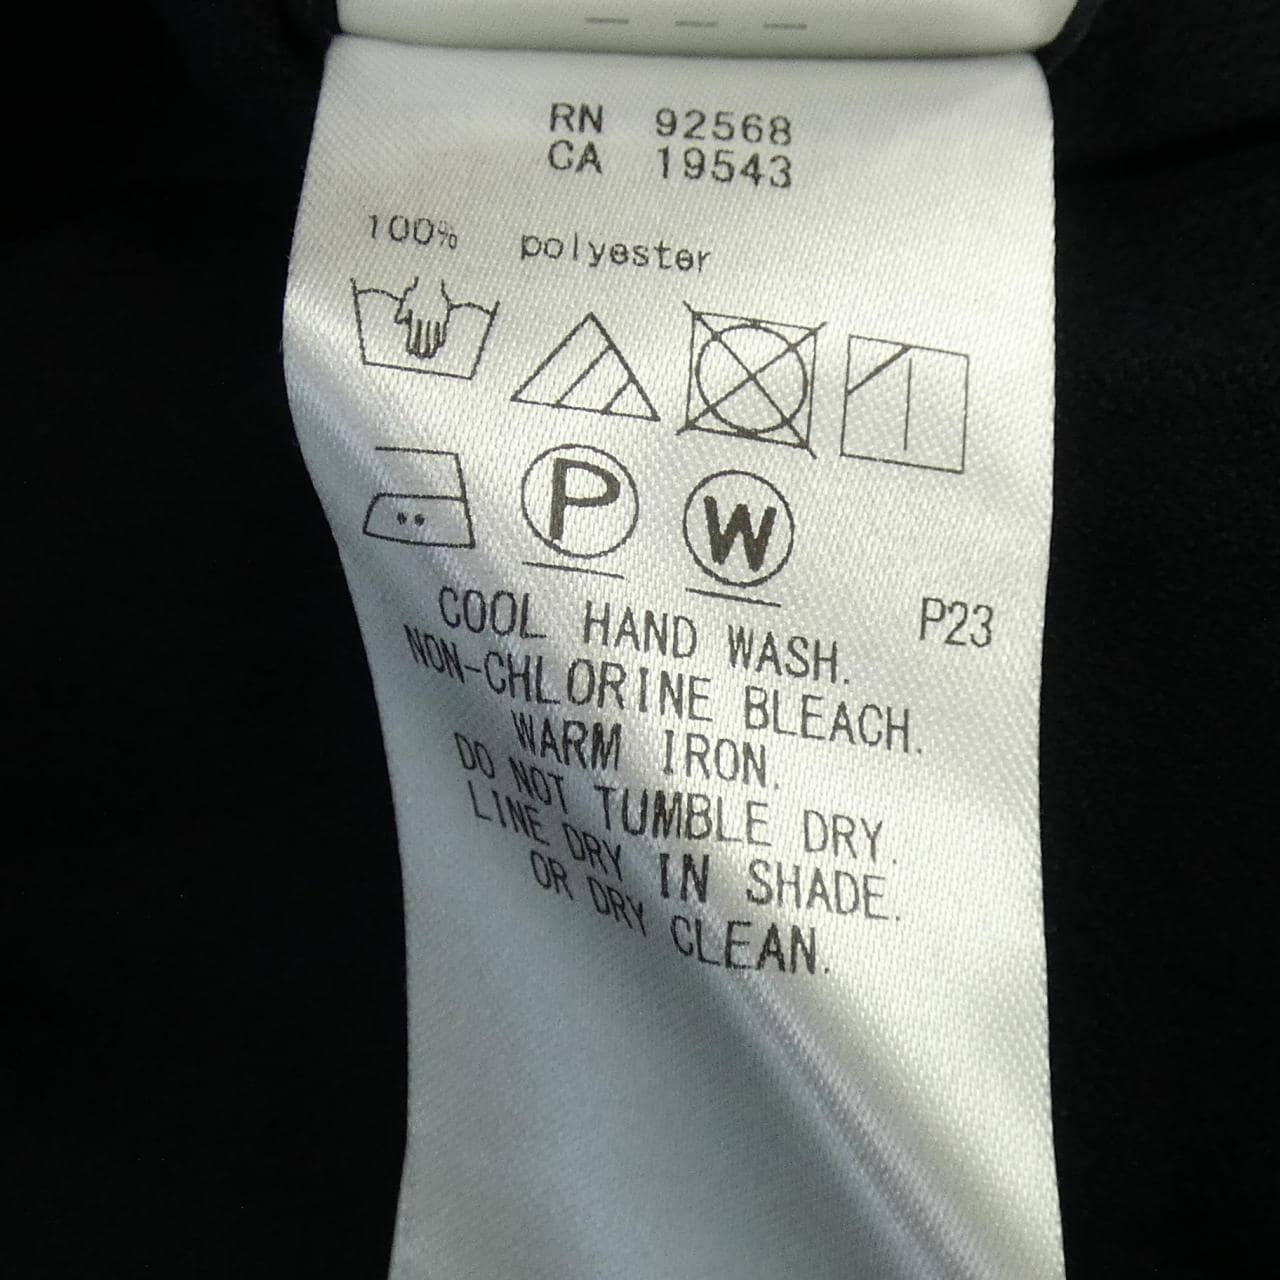 RN 92568
CA 19543
100% polyester
P W
P23
COOL HAND WASH.
NON-CHLORINE BLEACH.
WARM IRON.
DO NOT TUMBLE DRY.
LINE DRY IN SHADE.
OR DRY CLEAN.